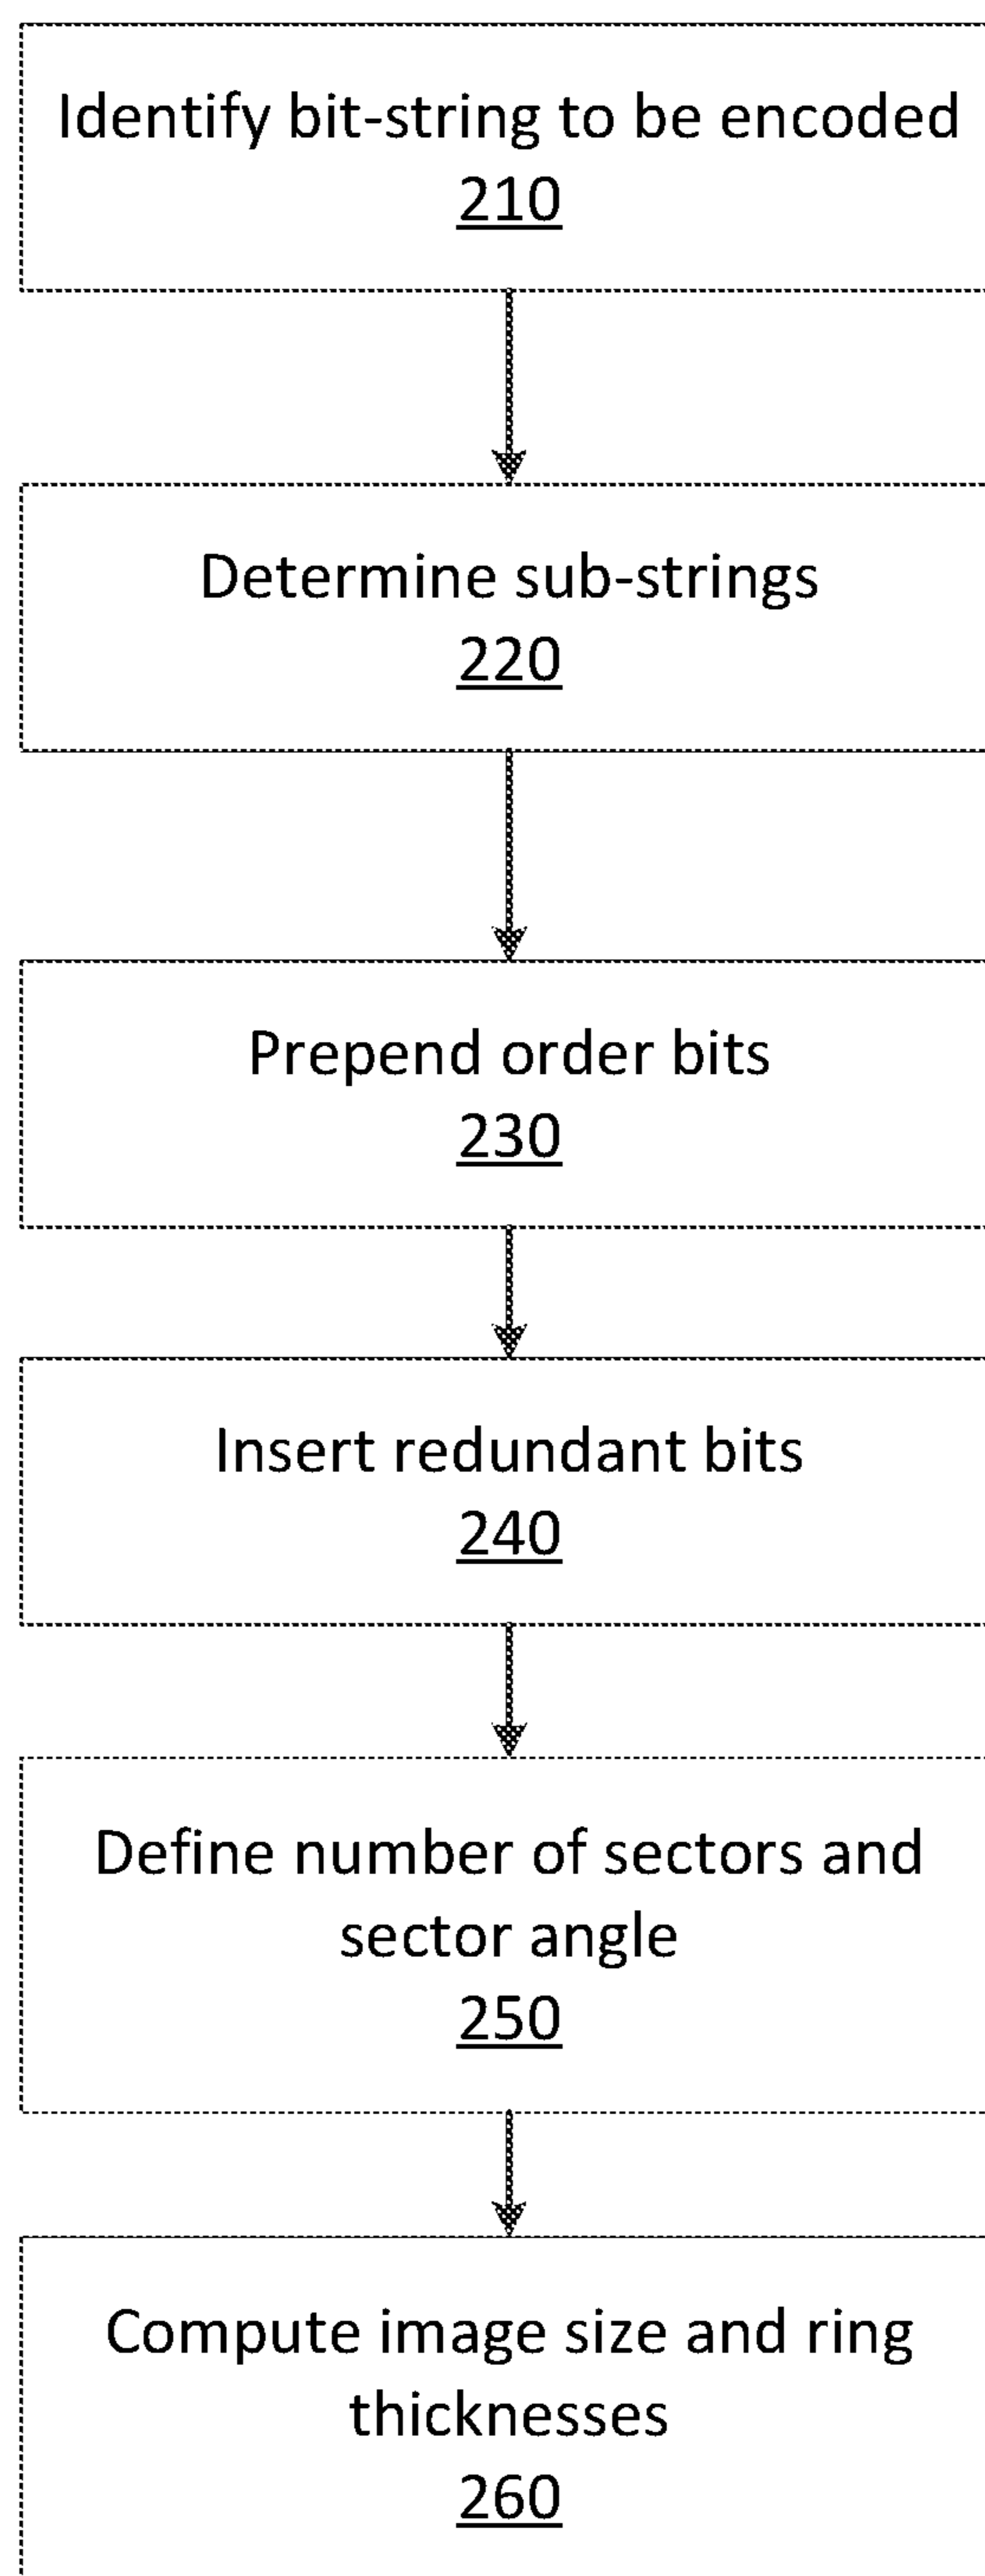 Identify bit-string to be encoded
210
Determine sub-strings
220
Prepend order bits
230
Insert redundant bits
240
Define number of sectors and
sector angle
250
Compute image size and ring
thicknesses
260